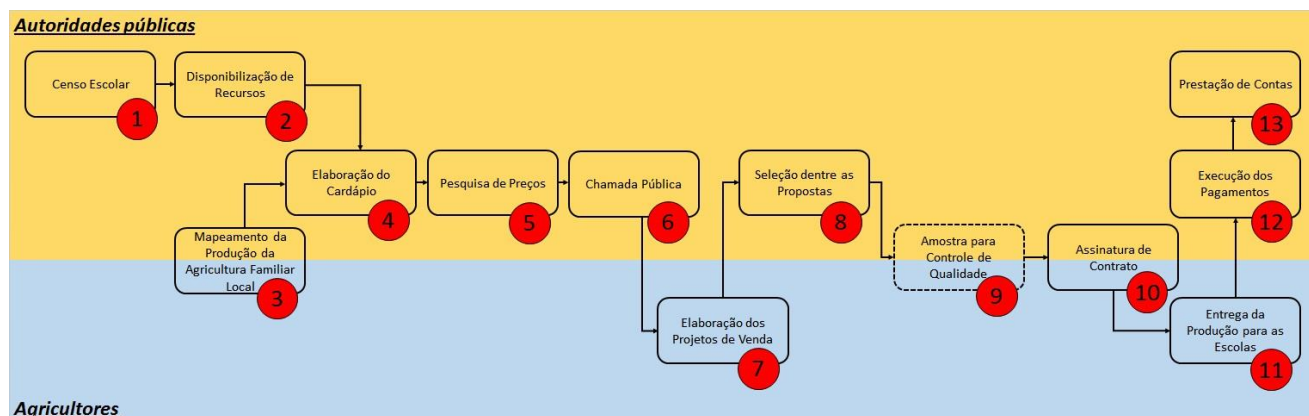 Autoridades públicas
Censo Escolar
1
Disponibilização de
Recursos
2
Mapeamento da
Produção da
Agricultura Familiar
Local
3
Elaboração do
Cardápio
4
Pesquisa de Preços
5
Chamada Pública
6
Elaboração dos
Projetos de Venda
7
Seleção dentre as
Propostas
8
Amostra para
Controle de
Qualidade
9
Assinatura de
Contrato
10
Entrega da
Produção para as
Escolas
11
Execução dos
Pagamentos
12
Prestação de Contas
13
Agricultores